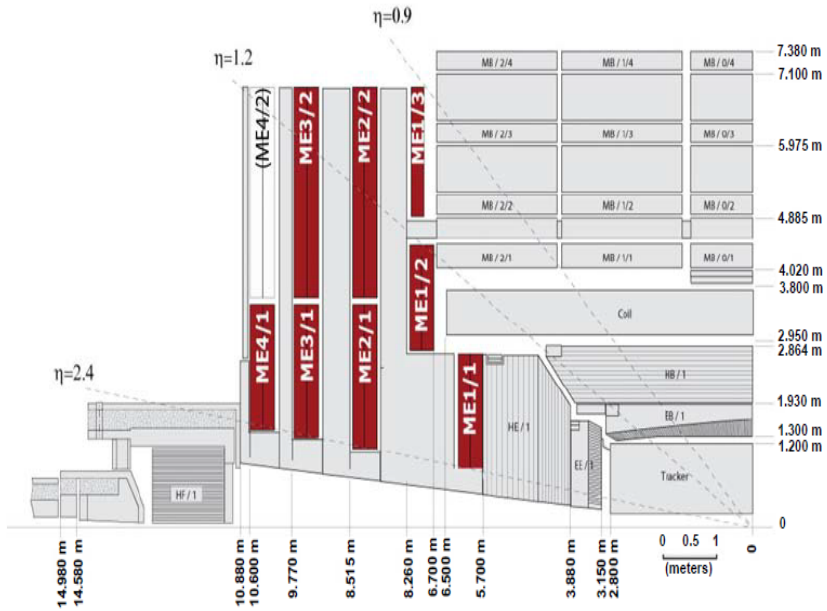 η=0.9
η=1.2
η=2.4
(ME4/2)
ME3/2
ME2/2
ME1/3
ME4/1
ME3/1
ME2/1
ME1/2
ME1/1
MB / 2/4
MB / 1/4
MB / 0/4
MB / 2/3
MB / 1/3
MB / 0/3
MB / 2/2
MB / 1/2
MB / 0/2
MB / 2/1
MB / 1/1
MB / 0/1
Coil
HB / 1
EB / 1
HE / 1
EE / 1
Tracker
HF / 1
7.380 m
7.100 m
5.975 m
4.885 m
4.020 m
3.800 m
2.950 m
2.864 m
1.930 m
1.300 m
1.200 m
0
14.980 m
14.580 m
10.880 m
10.600 m
9.770 m
8.515 m
8.260 m
6.700 m
6.500 m
5.700 m
3.880 m
3.150 m
2.800 m
0
0 0.5 1
(meters)